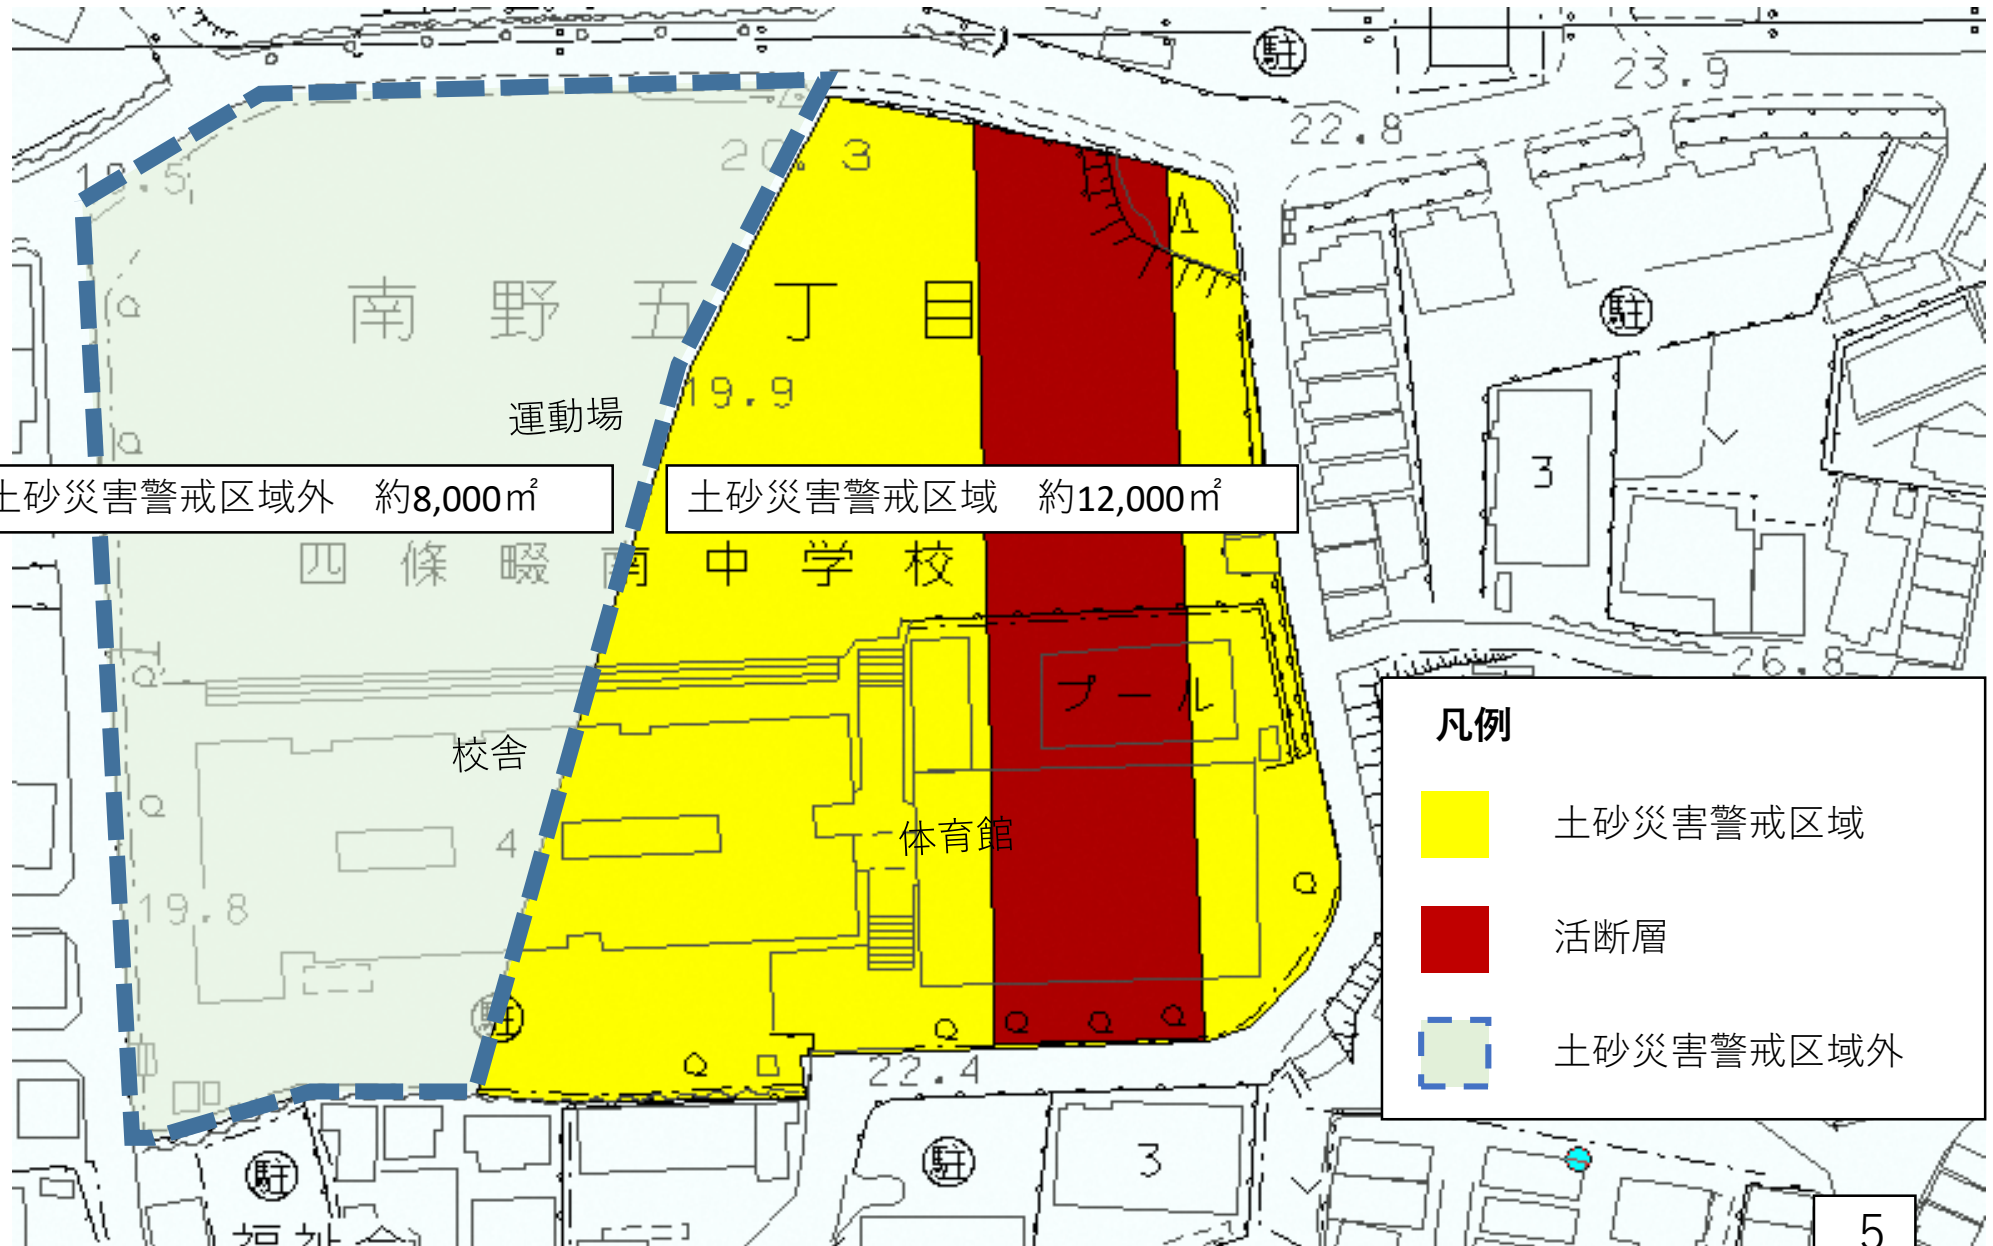 駐
23.9
22.8
18.5
20.3
南野五丁目
駐
19.9
運動場
土砂災害警戒区域外　約8,000㎡
土砂災害警戒区域　約12,000㎡
3
四條畷南中学校
26.8
プール
校舎
4
体育館
19.8
駐
22.4
凡例
土砂災害警戒区域
活断層
土砂災害警戒区域外
駐
駐
3
5